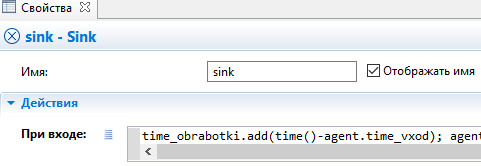 Свойства
sink - Sink
Имя: sink Отображать имя
Действия
При входе: time_obrabotki.add(time()-agent.time_vxod); agent